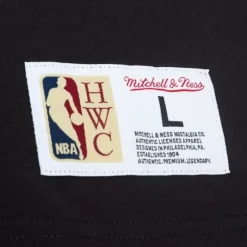 HWC
NBA
Mitchell & Ness
L
MITCHELL & NESS NOSTALGIA CO.
AUTHENTIC LICENSED APPAREL
DESIGNED IN PHILADELPHIA, PA.
ESTABLISHED 1904
AUTHENTIC.PREMIUM.LEGENDARY.